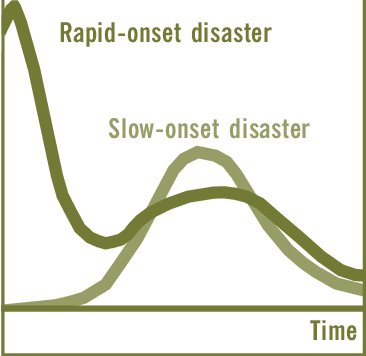 Rapid-onset disaster
Slow-onset disaster
Time